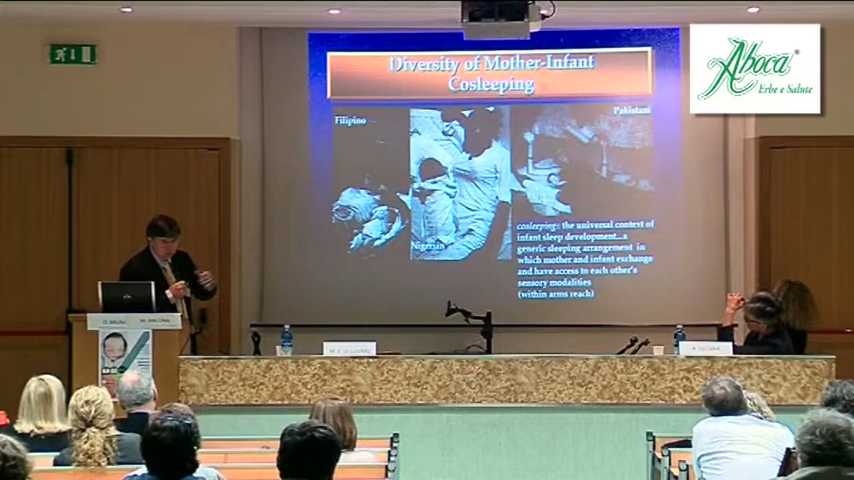 Diversity of Mother-Infant
Cosleeping
Aboca®
Erbe e Salute
Filipino
Pakistani
Nigerian
cosleeping: the universal context of
infant sleep development...a
generic sleeping arrangement in
which mother and infant exchange
and have access to each other's
sensory modalities
(within arms reach)